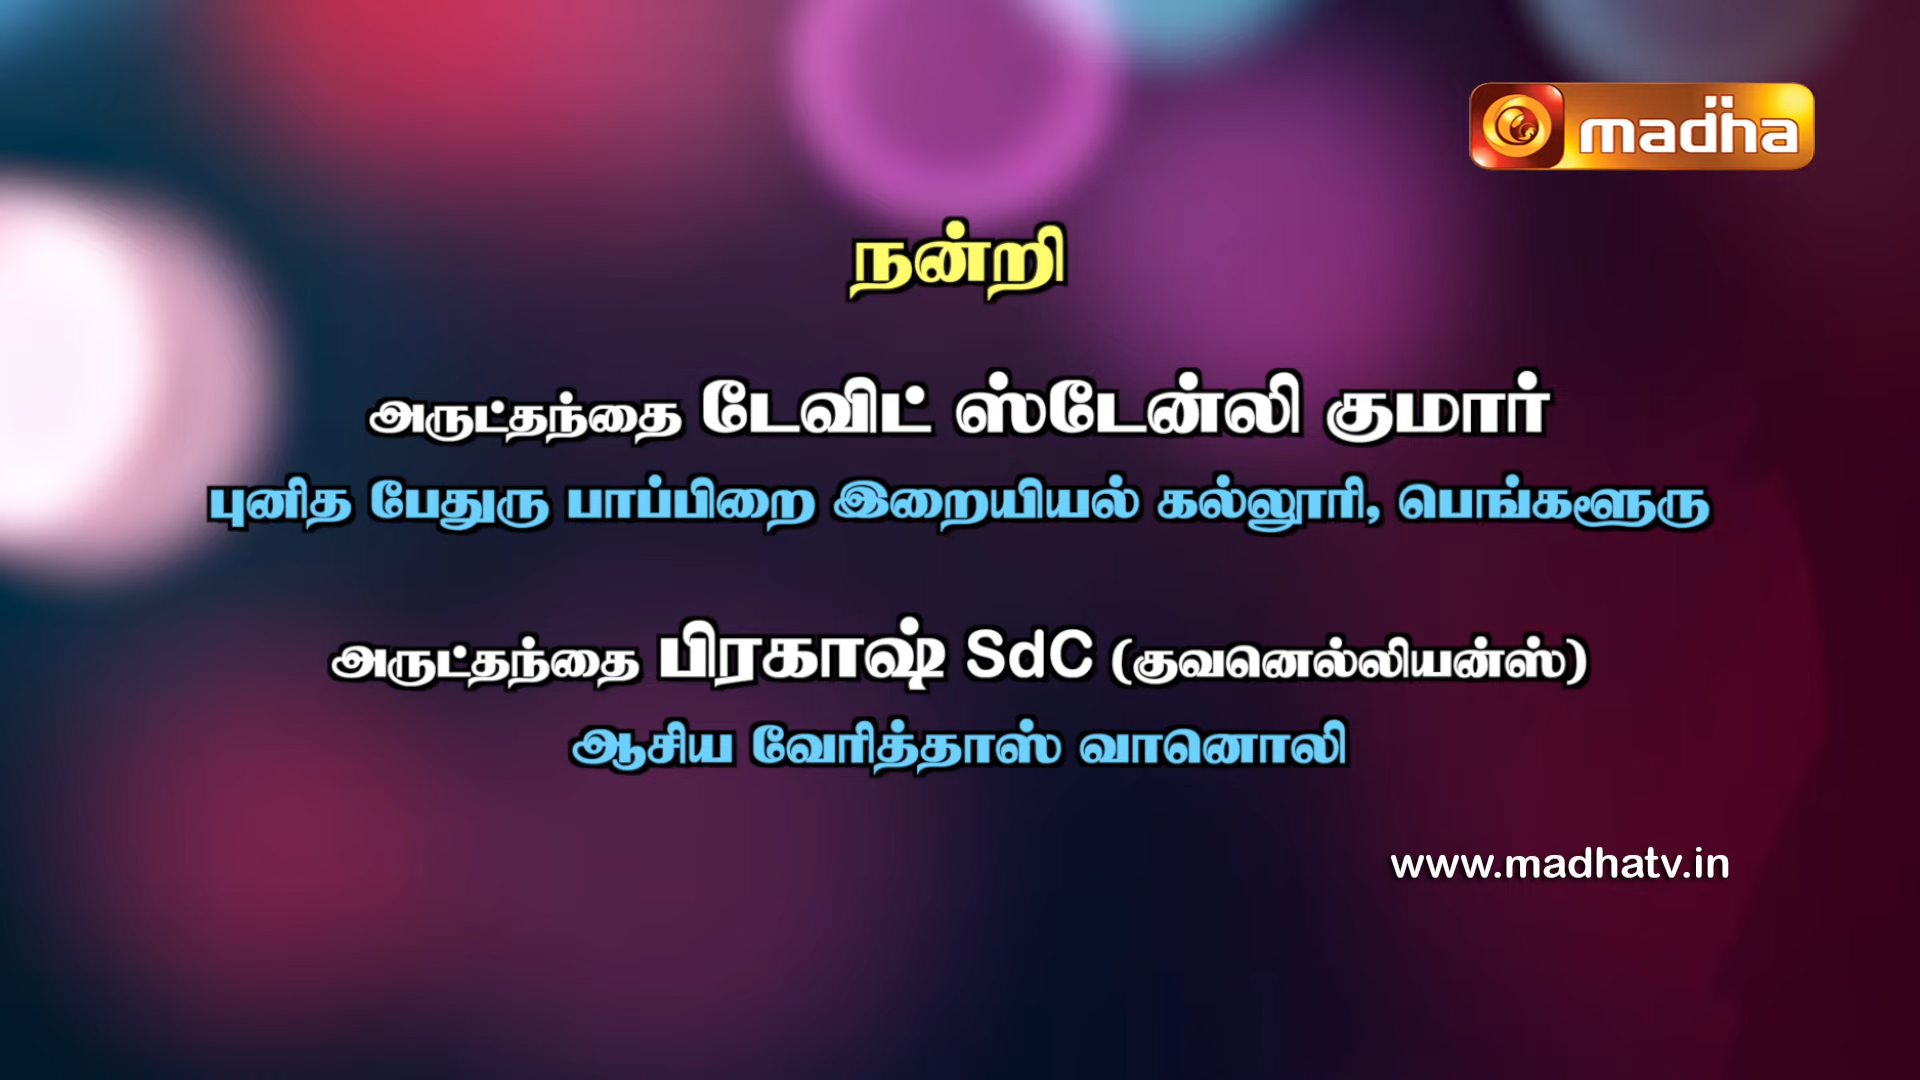 madha
நன்றி
அருட்தந்தை டேவிட் ஸ்டேன்லி குமார்
புனித பேதுரு பாப்பிறை இறையியல் கல்லூரி, பெங்களூரு
அருட்தந்தை பிரகாஷ் SdC (குவனெல்லியன்ஸ்)
ஆசிய வேரித்தாஸ் வானொலி
www.madhatv.in